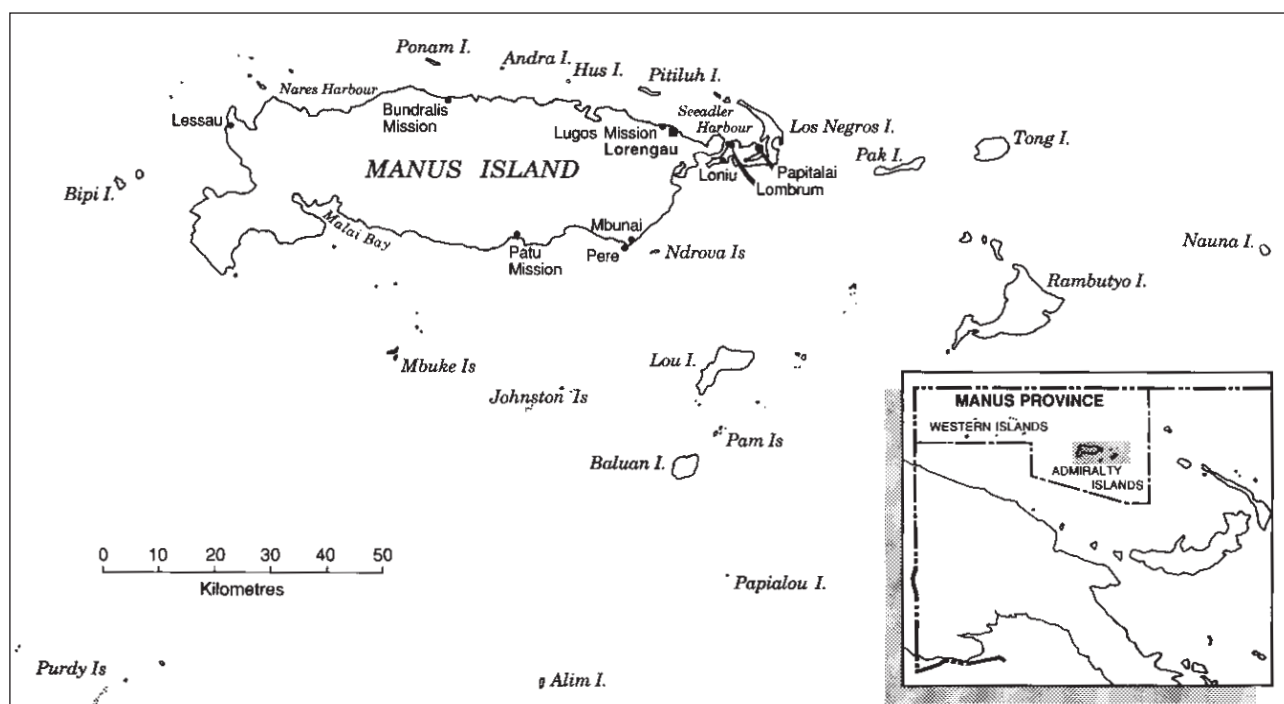 Ponam I.
Andra I.
Hus I.
Pitiluh I.
Nares Harbour
Seeadler
Harbour
Lessau
Bundralis
Mission
Lugos Mission
Lorengau
Los Negros I.
Tong I.
Pak I.
MANUS ISLAND
Papitalai
Loniu
Lombrum
Bipi I.
Malai Bay
Mbunai
Patu
Mission
Pere
Ndrova Is
Nauna I.
Rambutyo I.
Mbuke Is
Lou I.
Johnston Is
Pam Is
Baluan I.
MANUS PROVINCE
WESTERN ISLANDS
ADMIRALTY
ISLANDS
0 10 20 30 40 50
Kilometres
Papialou I.
Purdy Is
Alim I.